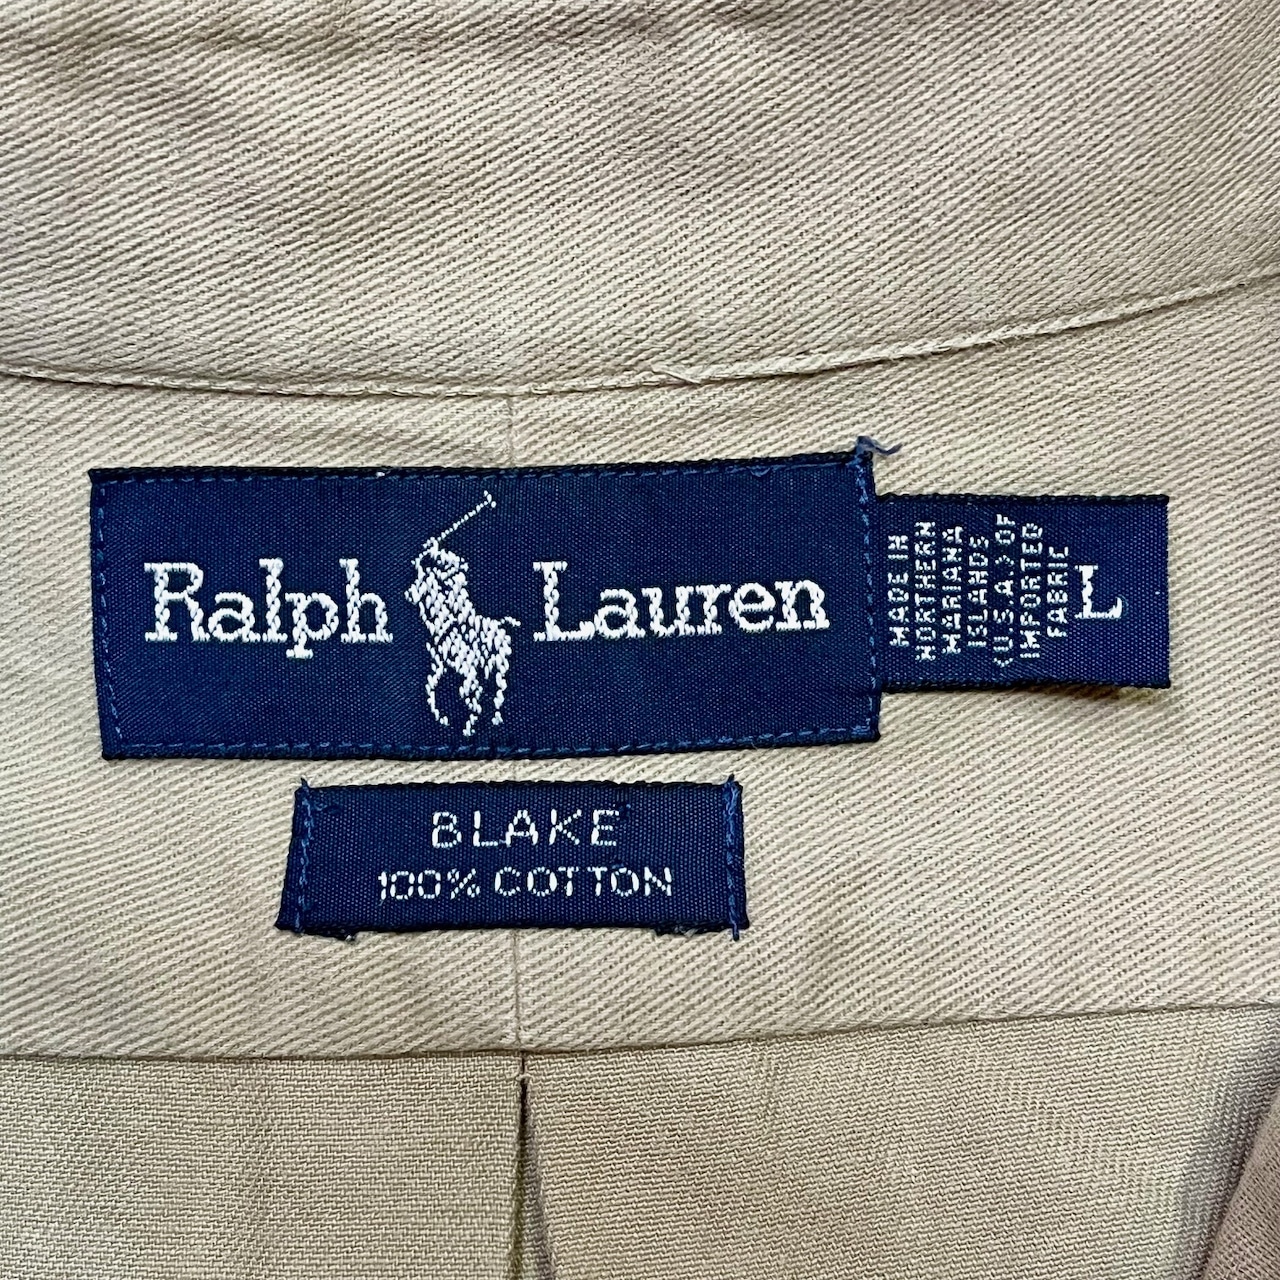 Ralph Lauren
MADE IN
NORTHERN
MARIANA
ISLANDS
(U.S.A.) OF
IMPORTED
FABRIC
L
BLAKE
100% COTTON